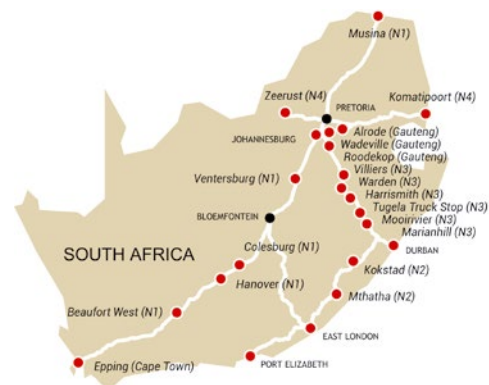 Musina (N1)
Zeerust (N4)
Komatipoort (N4)
PRETORIA
Alrode (Gauteng)
JOHANNESBURG
Wadeville (Gauteng)
Roodekop (Gauteng)
Villiers (N3)
Ventersburg (N1)
Warden (N3)
Harrismith (N3)
Tugela Truck Stop (N3)
BLOEMFONTEIN
Mooirivier (N3)
Marianhill (N3)
Colesburg (N1)
DURBAN
SOUTH AFRICA
Kokstad (N2)
Hanover (N1)
Mthatha (N2)
Beaufort West (N1)
EAST LONDON
Epping (Cape Town)
PORT ELIZABETH